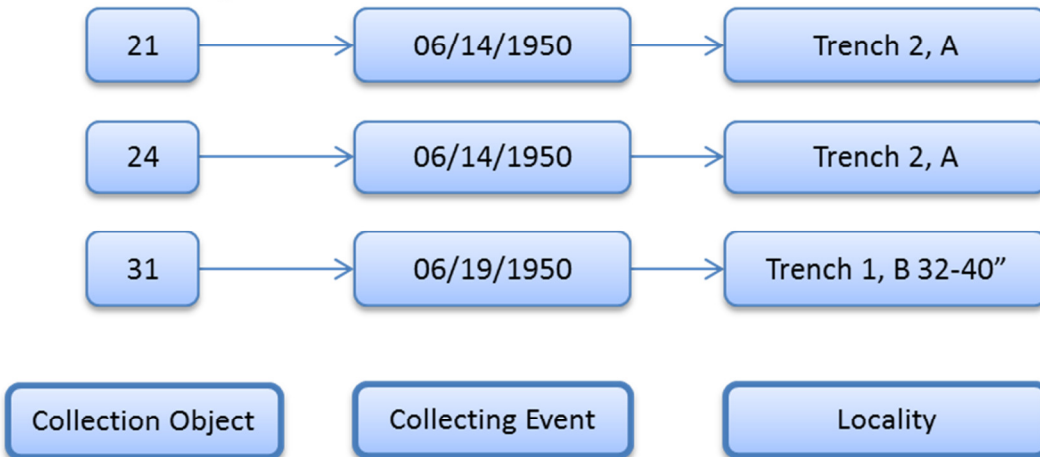 21
06/14/1950
Trench 2, A
24
06/14/1950
Trench 2, A
31
06/19/1950
Trench 1, B 32-40”
Collection Object
Collecting Event
Locality